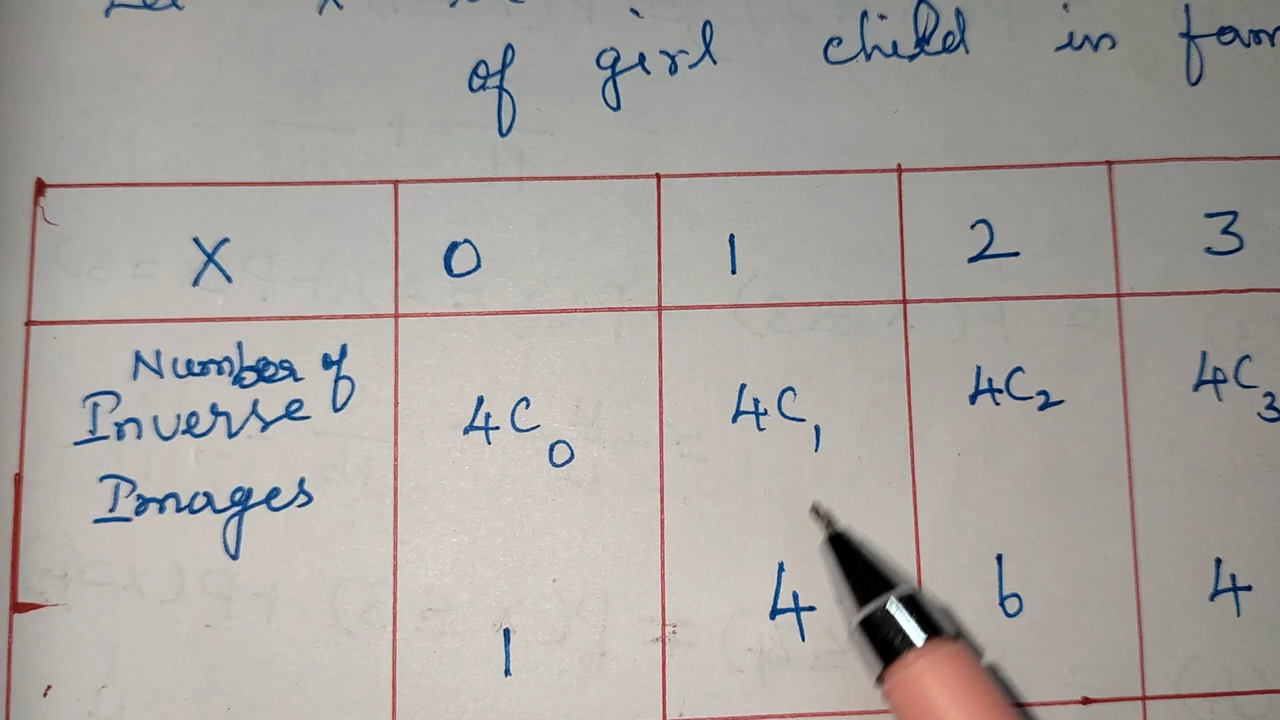 of girl child in
X 0 1 2 3
Number of
Inverse
Images
4C0 4C1 4C2 4C3
1 4 6 4